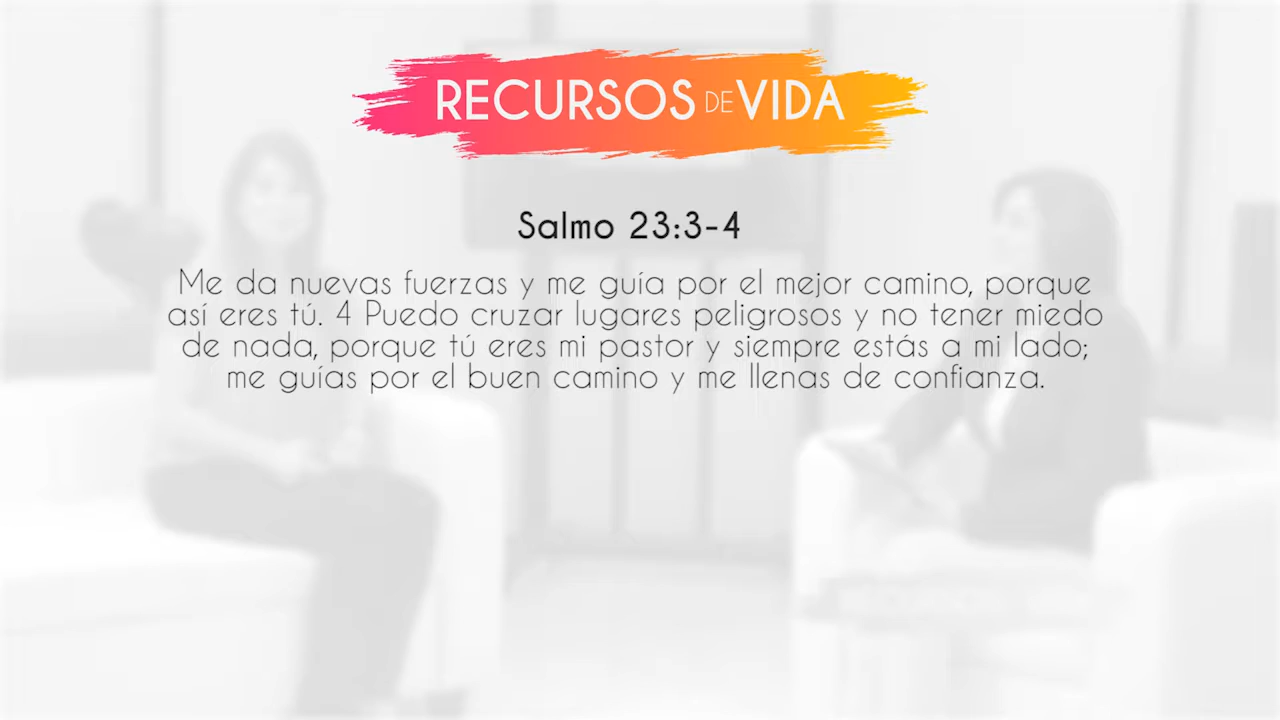 RECURSOS DE VIDA
Salmo 23:3-4
Me da nuevas fuerzas y me guía por el mejor camino, porque
así eres tú. 4 Puedo cruzar lugares peligrosos y no tener miedo
de nada, porque tú eres mi pastor y siempre estás a mi lado;
me guías por el buen camino y me llenas de confianza.